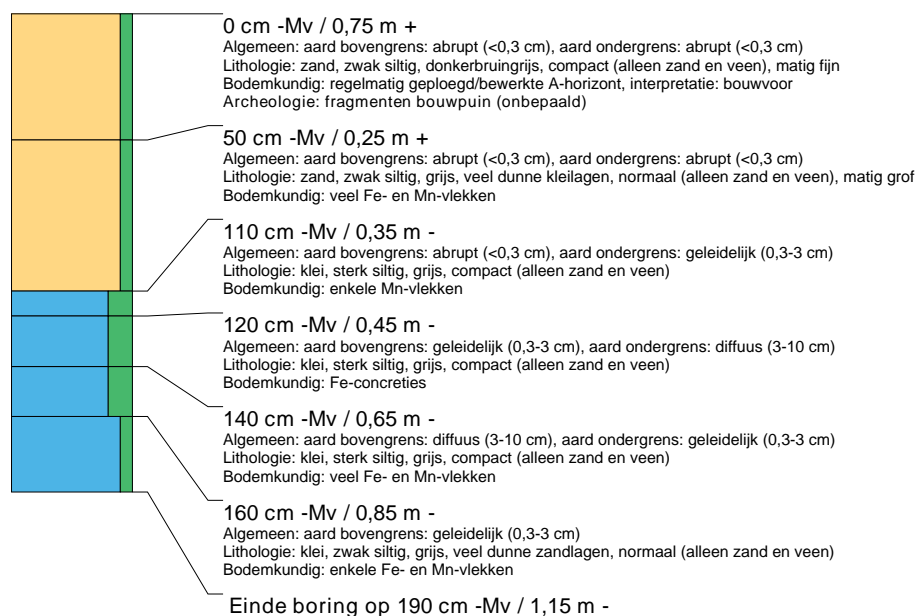 0 cm -Mv / 0,75 m +
Algemeen: aard bovengrens: abrupt (<0,3 cm), aard ondergrens: abrupt (<0,3 cm)
Lithologie: zand, zwak siltig, donkerbruingrijs, compact (alleen zand en veen), matig fijn
Bodemkundig: regelmatig geploegd/bewerkte A-horizont, interpretatie: bouwvoor
Archeologie: fragmenten bouwpuin (onbepaald)
50 cm -Mv / 0,25 m +
Algemeen: aard bovengrens: abrupt (<0,3 cm), aard ondergrens: abrupt (<0,3 cm)
Lithologie: zand, zwak siltig, grijs, veel dunne kleilagen, normaal (alleen zand en veen), matig grof
Bodemkundig: veel Fe- en Mn-vlekken
110 cm -Mv / 0,35 m -
Algemeen: aard bovengrens: abrupt (<0,3 cm), aard ondergrens: geleidelijk (0,3-3 cm)
Lithologie: klei, sterk siltig, grijs, compact (alleen zand en veen)
Bodemkundig: enkele Mn-vlekken
120 cm -Mv / 0,45 m -
Algemeen: aard bovengrens: geleidelijk (0,3-3 cm), aard ondergrens: diffuus (3-10 cm)
Lithologie: klei, sterk siltig, grijs, compact (alleen zand en veen)
Bodemkundig: Fe-concreties
140 cm -Mv / 0,65 m -
Algemeen: aard bovengrens: diffuus (3-10 cm), aard ondergrens: geleidelijk (0,3-3 cm)
Lithologie: klei, sterk siltig, grijs, compact (alleen zand en veen)
Bodemkundig: veel Fe- en Mn-vlekken
160 cm -Mv / 0,85 m -
Algemeen: aard bovengrens: geleidelijk (0,3-3 cm)
Lithologie: klei, zwak siltig, grijs, veel dunne zandlagen, normaal (alleen zand en veen)
Bodemkundig: enkele Fe- en Mn-vlekken
Einde boring op 190 cm -Mv / 1,15 m -